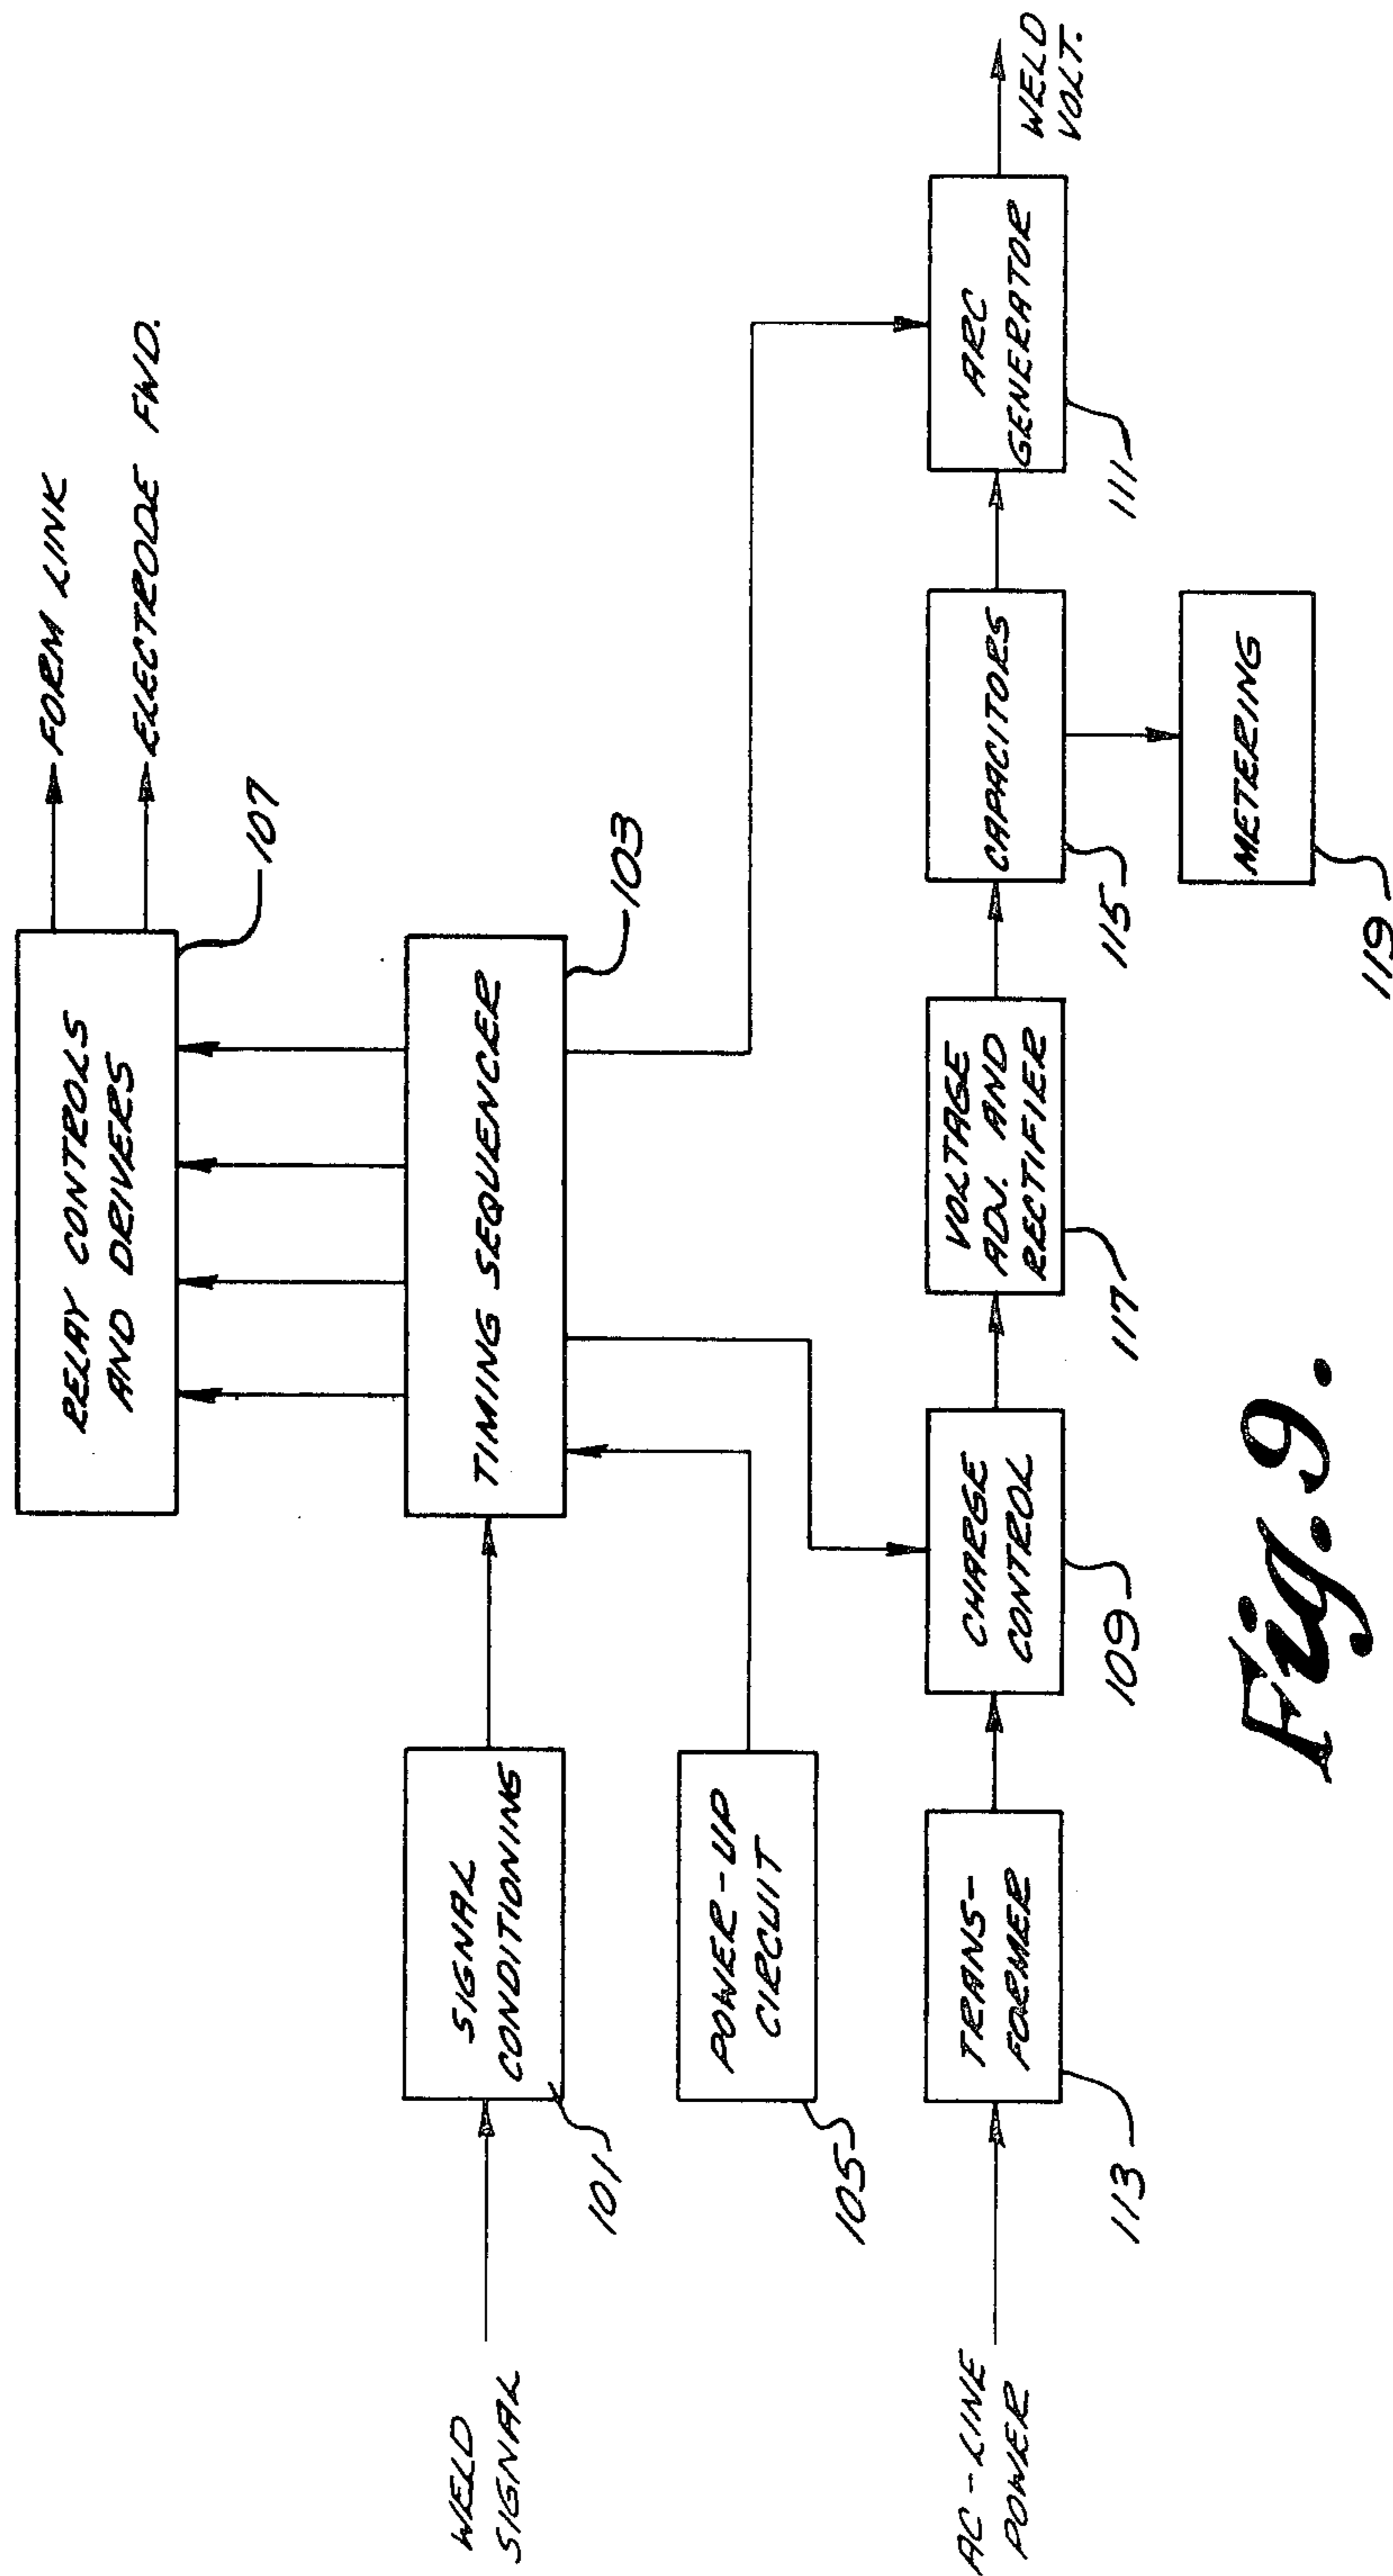 RELAY CONTROLS
AND DRIVERS
107
FORM LINK
ELECTRODE FWD.
WELD
SIGNAL
SIGNAL
CONDITIONING
101
TIMING SEQUENCER
103
POWER-UP
CIRCUIT
105
AC-LINE
POWER
TRANS-
FORMER
113
CHARGE
CONTROL
109
VOLTAGE
ADJ. AND
RECTIFIER
117
CAPACITORS
115
ARC
GENERATOR
111
WELD
VOLT.
METERING
119
Fig. 9.